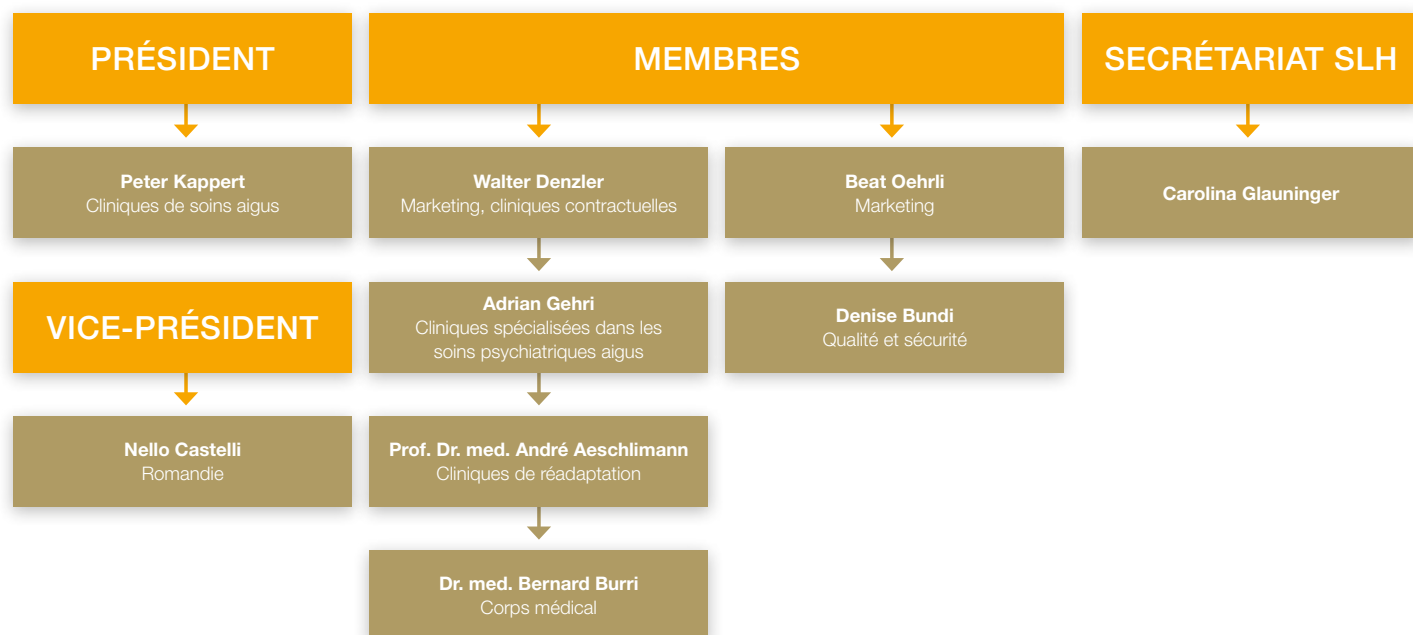 PRÉSIDENT
MEMBRES
SECRÉTARIAT SLH
Peter Kappert
Cliniques de soins aigus
Walter Denzler
Marketing, cliniques contractuelles
Beat Oehrli
Marketing
Carolina Glauninger
VICE-PRÉSIDENT
Adrian Gehri
Cliniques spécialisées dans les
soins psychiatriques aigus
Denise Bundi
Qualité et sécurité
Nello Castelli
Romandie
Prof. Dr. med. André Aeschlimann
Cliniques de réadaptation
Dr. med. Bernard Burri
Corps médical